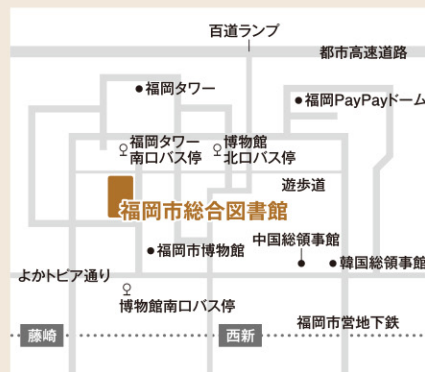 百道ランプ
都市高速道路
福岡タワー
福岡PayPayドーム
福岡タワー
南口バス停
博物館
北口バス停
遊歩道
福岡市総合図書館
中国総領事館
福岡市博物館
韓国総領事館
よかトピア通り
博物館南口バス停
福岡市営地下鉄
藤崎
西新